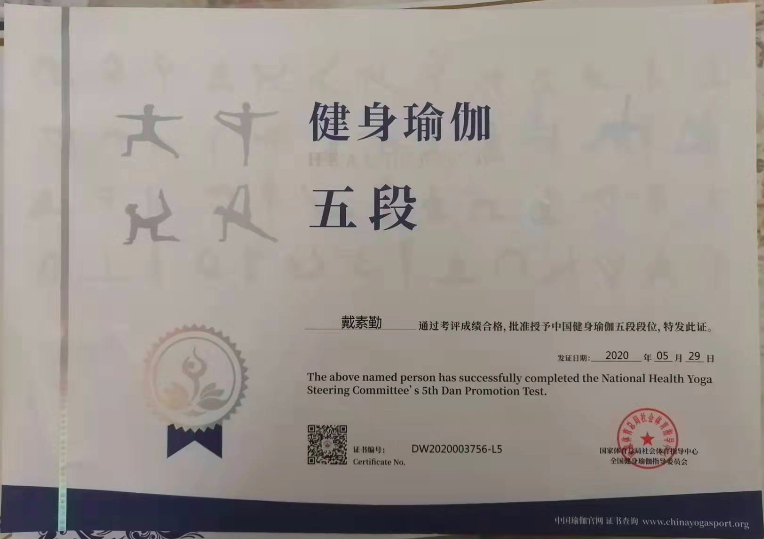 健身瑜伽
五段
戴素勤 通过考评成绩合格, 批准授予中国健身瑜伽五段段位, 特发此证。
发证日期: 2020 年 05 月 29 日
The above named person has successfully completed the National Health Yoga
Steering Committee's 5th Dan Promotion Test.
证书编号: DW2020003756-L5
Certificate No.
国家体育总局社会体育指导中心
全国健身瑜伽指导委员会
中国瑜伽官网 证书查询 www.chinayogasport.org